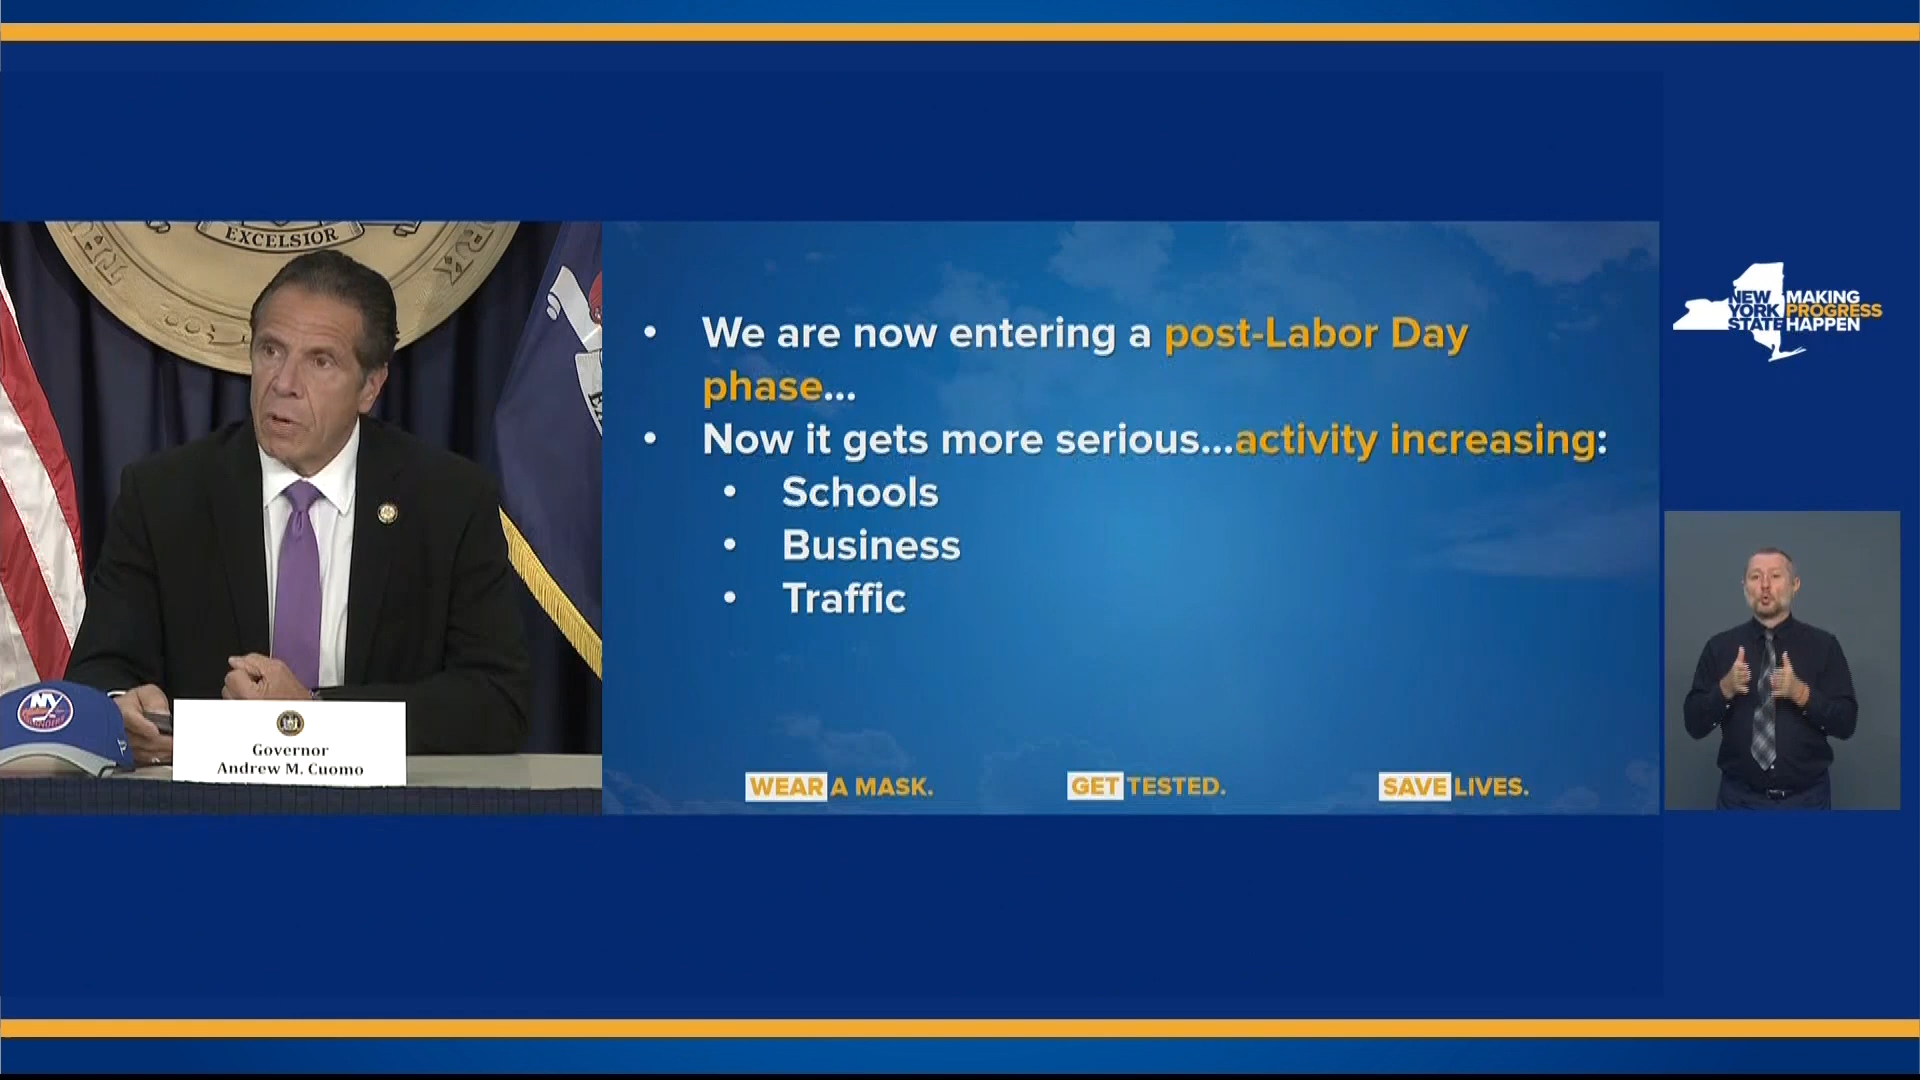 EXCELSIOR
NY
Governor
Andrew M. Cuomo
• We are now entering a post-Labor Day
phase...
• Now it gets more serious...activity increasing:
• Schools
• Business
• Traffic
WEAR A MASK.
GET TESTED.
SAVE LIVES.
NEW
YORK
STATE
MAKING
PROGRESS
HAPPEN